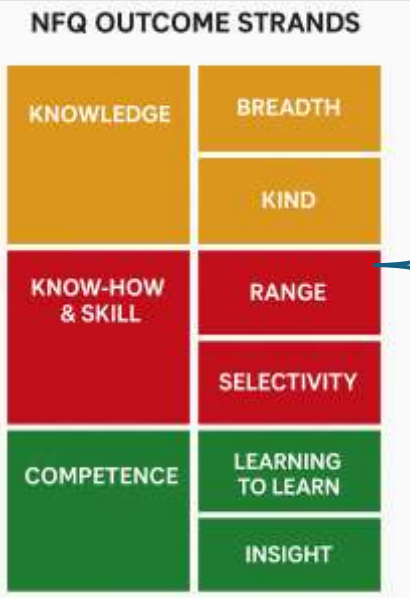 NFQ OUTCOME STRANDS
KNOWLEDGE
BREADTH
KIND
KNOW-HOW
& SKILL
RANGE
SELECTIVITY
COMPETENCE
LEARNING
TO LEARN
INSIGHT